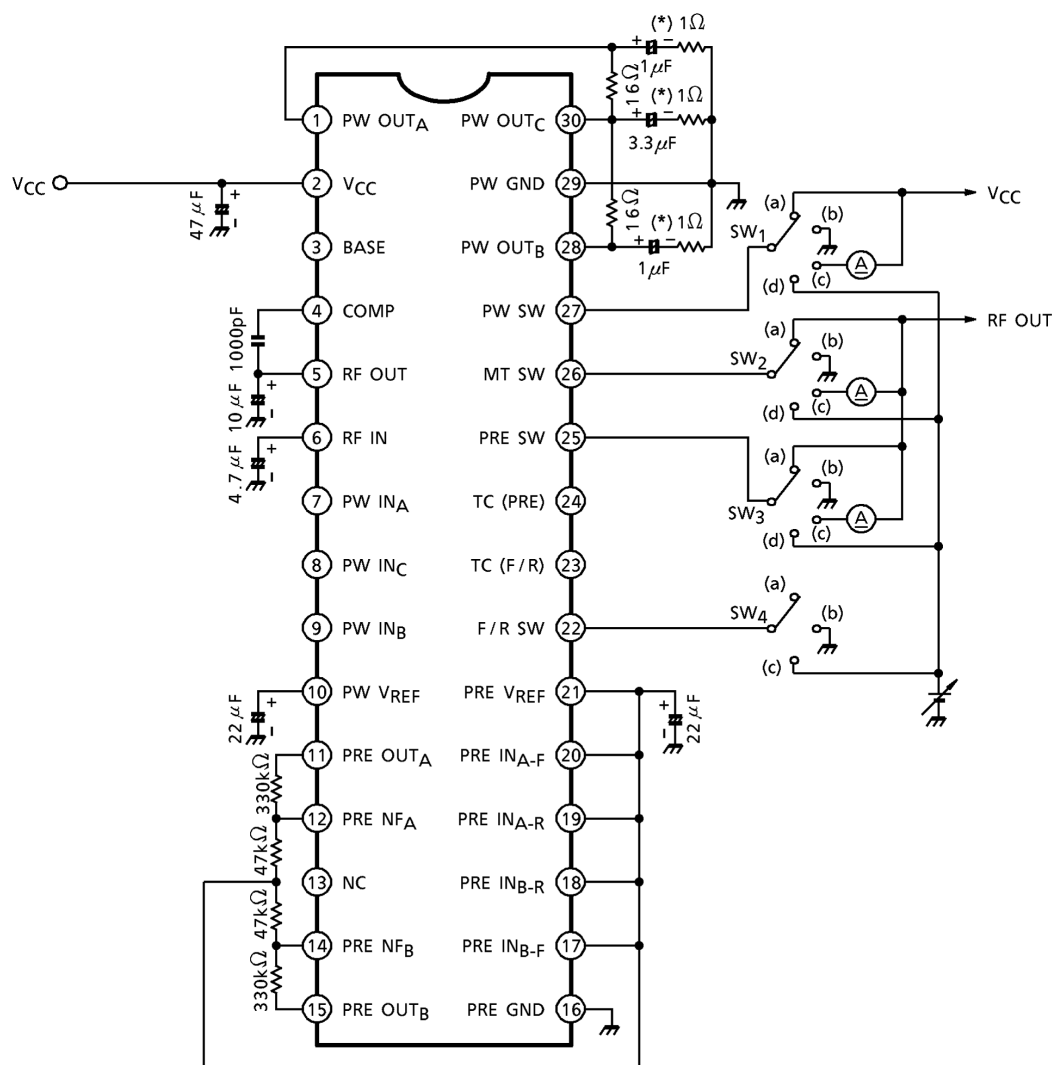 (*) 1Ω
+ −
1μF
16Ω
(*) 1Ω
+ −
3.3μF
16Ω
(*) 1Ω
+ −
1μF
1 PW OUTA
PW OUTC 30
VCC
2 VCC
PW GND 29
47μF
+
−
3 BASE
PW OUTB 28
4 COMP
PW SW 27
1000pF
5 RF OUT
MT SW 26
10μF
+
−
6 RF IN
PRE SW 25
4.7μF
+
−
7 PW INA
TC (PRE) 24
8 PW INC
TC (F/R) 23
9 PW INB
F/R SW 22
10 PW VREF
PRE VREF 21
22μF
+
−
+
−
22μF
11 PRE OUTA
PRE INA-F 20
330kΩ
12 PRE NFA
PRE INA-R 19
47kΩ
13 NC
PRE INB-R 18
47kΩ
14 PRE NFB
PRE INB-F 17
330kΩ
15 PRE OUTB
PRE GND 16
VCC
(a)
(b)
SW1
A
(c)
(d)
RF OUT
(a)
(b)
SW2
A
(c)
(d)
(a)
(b)
SW3
A
(c)
(d)
(a)
(b)
SW4
(c)